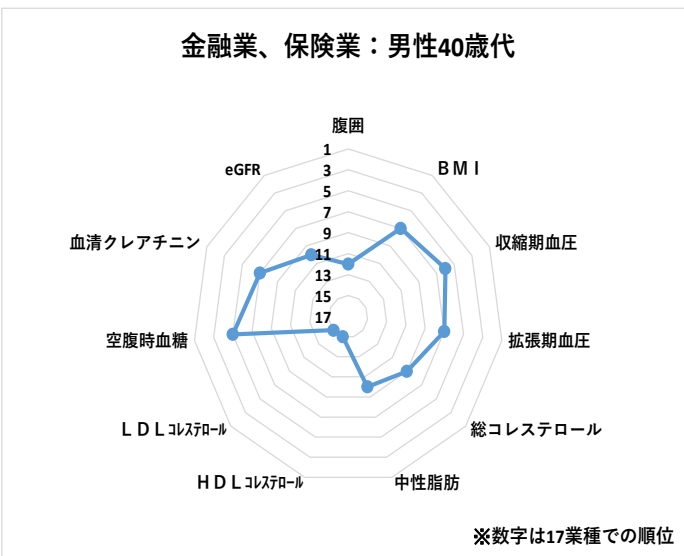 金融業、保険業：男性40歳代
腹囲
ＢＭＩ
収縮期血圧
拡張期血圧
総コレステロール
中性脂肪
ＨＤＬｺﾚｽﾃﾛｰﾙ
ＬＤＬｺﾚｽﾃﾛｰﾙ
空腹時血糖
血清クレアチニン
eGFR
1
3
5
7
9
11
13
15
17
※数字は17業種での順位